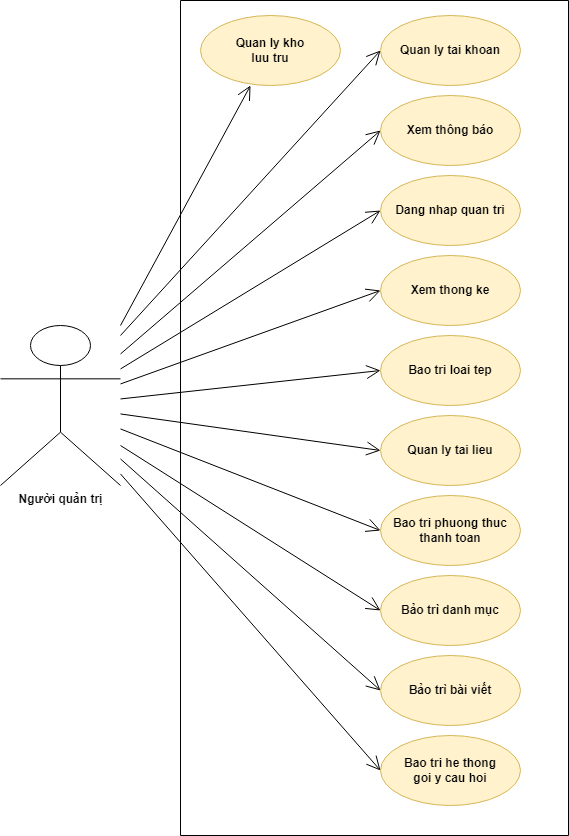 Quan ly kho
luu tru
Quan ly tai khoan
Xem thông báo
Dang nhap quan tri
Xem thong ke
Bao tri loai tep
Quan ly tai lieu
Bao tri phuong thuc
thanh toan
Bảo trỉ danh mục
Bảo trỉ bài viết
Bao tri he thong
goi y cau hoi
Người quản trị